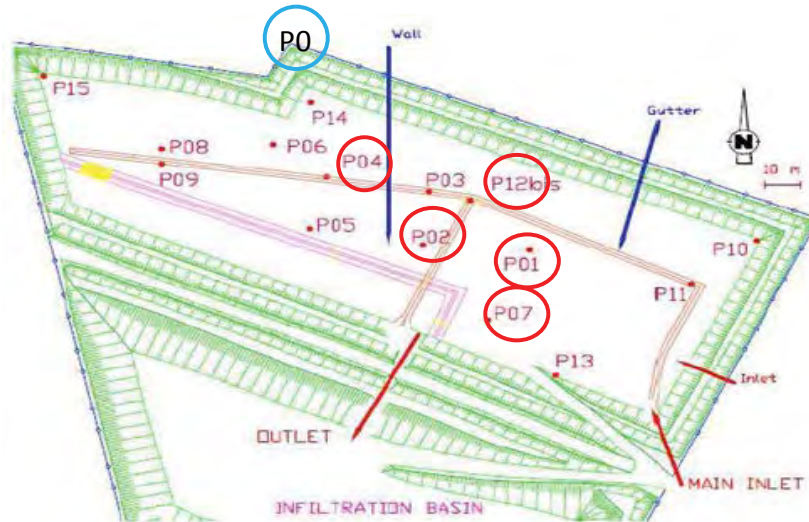 P0
Wall
P15
P14
Gutter
N
P08
P06
P04
10 m
P09
P03
P12bis
P05
P02
P10
P01
P11
P07
P13
Inlet
OUTLET
MAIN INLET
INFILTRATION BASIN